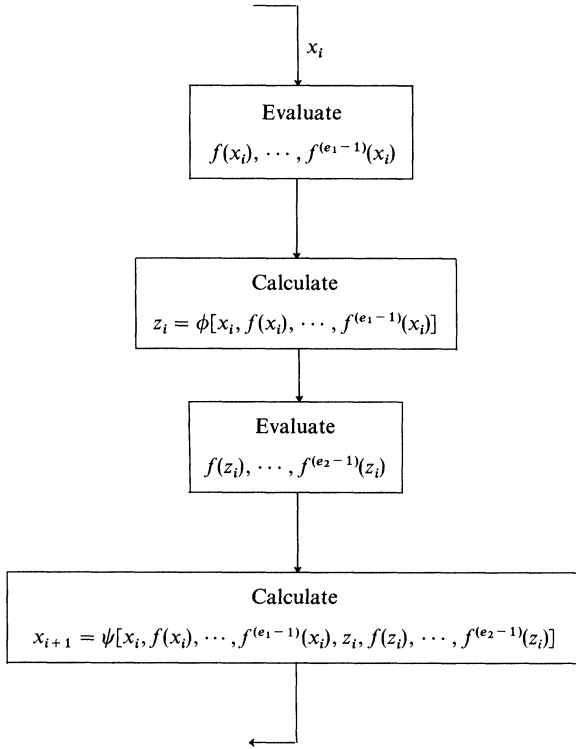 x_i
Evaluate
f(x_i), ⋯, f^{(e_1 − 1)}(x_i)
Calculate
z_i = ϕ[x_i, f(x_i), ⋯, f^{(e_1 − 1)}(x_i)]
Evaluate
f(z_i), ⋯, f^{(e_2 − 1)}(z_i)
Calculate
x_{i+1} = ψ[x_i, f(x_i), ⋯, f^{(e_1 − 1)}(x_i), z_i, f(z_i), ⋯, f^{(e_2 − 1)}(z_i)]